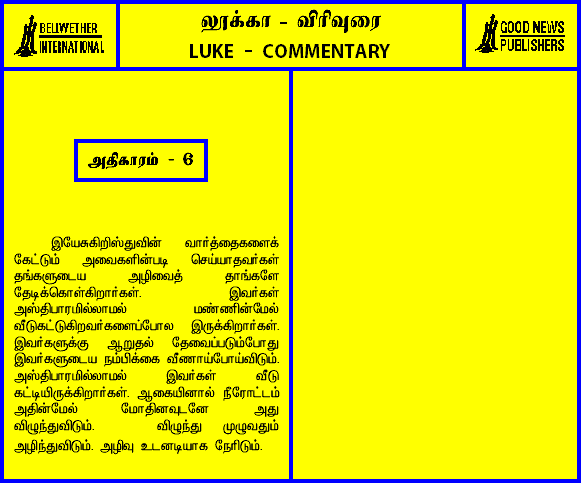 BELWETHER
INTERNATIONAL
லூக்கா - விரிவுரை
LUKE - COMMENTARY
GOOD NEWS
PUBLISHERS
அதிகாரம் - 6
இயேசுகிறிஸ்துவின் வார்த்தைகளைக்
கேட்டும் அவைகளின்படி செய்யாதவர்கள்
தங்களுடைய அழிவைத் தாங்களே
தேடிக்கொள்கிறார்கள். இவர்கள்
அஸ்திபாரமில்லாமல் மண்ணின்மேல்
வீடுகட்டுகிறவர்களைப்போல இருக்கிறார்கள்.
இவர்களுக்கு ஆறுதல் தேவைப்படும்போது
இவர்களுடைய நம்பிக்கை வீணாய்போய்விடும்.
அஸ்திபாரமில்லாமல் இவர்கள் வீடு
கட்டியிருக்கிறார்கள். ஆகையினால் நீரோட்டம்
அதின்மேல் மோதினவுடனே அது
விழுந்துவிடும். விழுந்து முழுவதும்
அழிந்துவிடும். அழிவு உடனடியாக நேரிடும்.